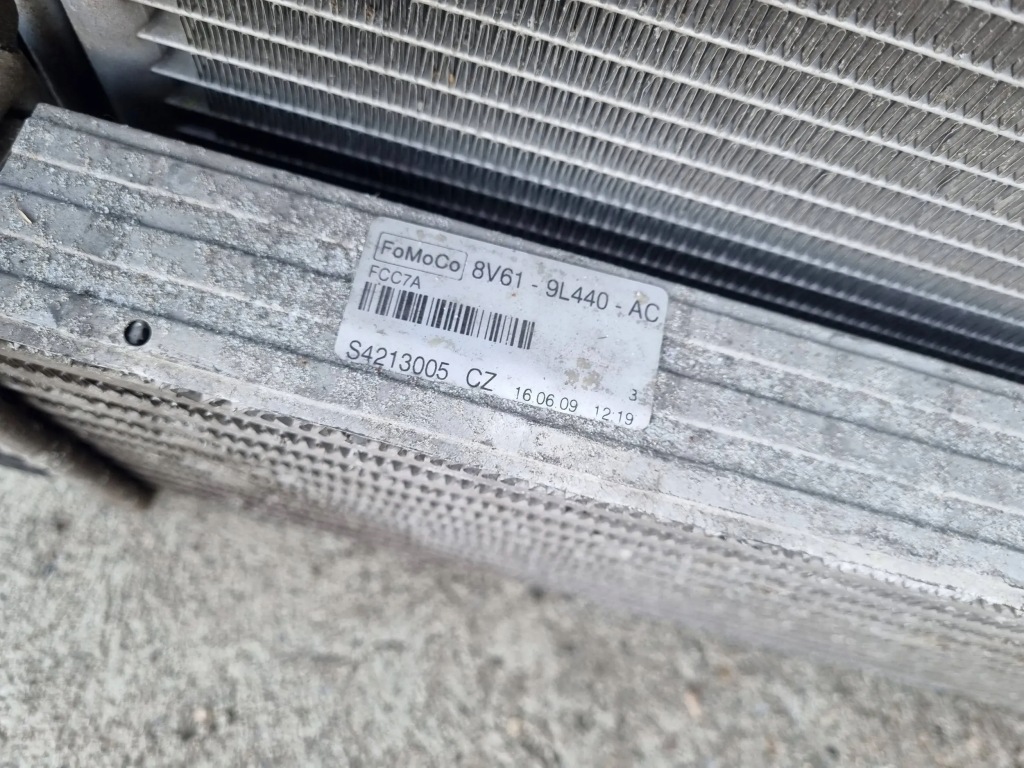 FoMoCo 8V61 - 9L440 - AC
FCC7A
3
S4213005 CZ 16.06.09 12:19